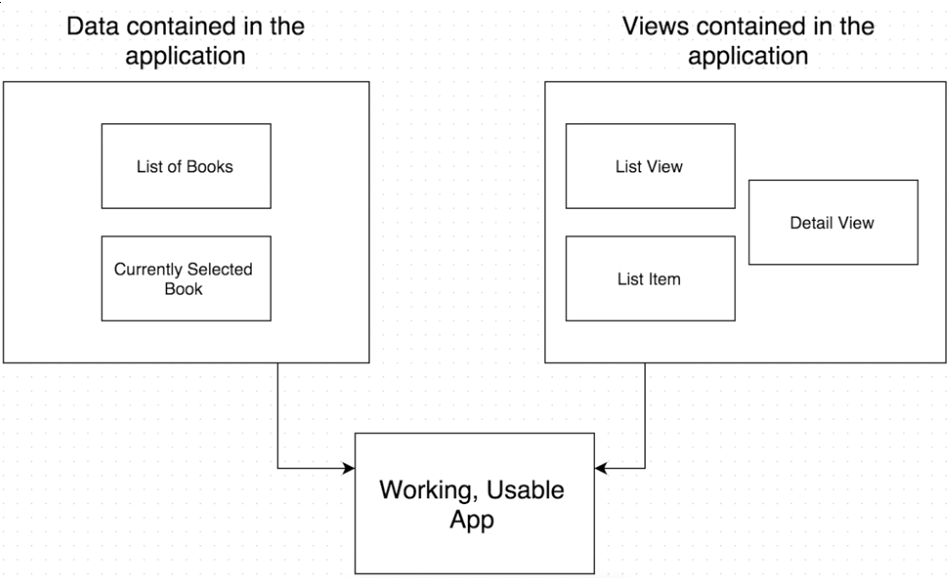 Data contained in the
application
Views contained in the
application
List of Books
Currently Selected
Book
List View
List Item
Detail View
Working, Usable
App